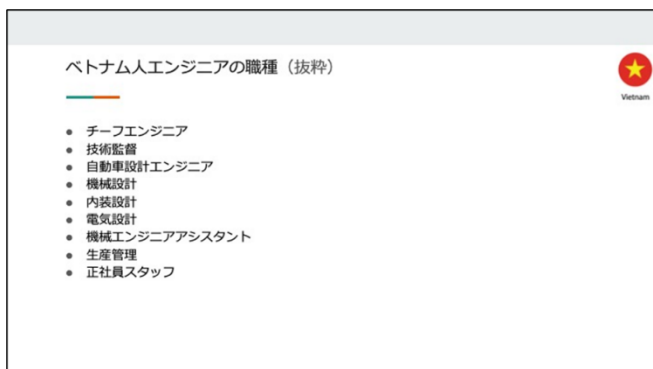 ベトナム人エンジニアの職種（抜粋）
Vietnam
● チーフエンジニア
● 技術監督
● 自動車設計エンジニア
● 機械設計
● 内装設計
● 電気設計
● 機械エンジニアアシスタント
● 生産管理
● 正社員スタッフ